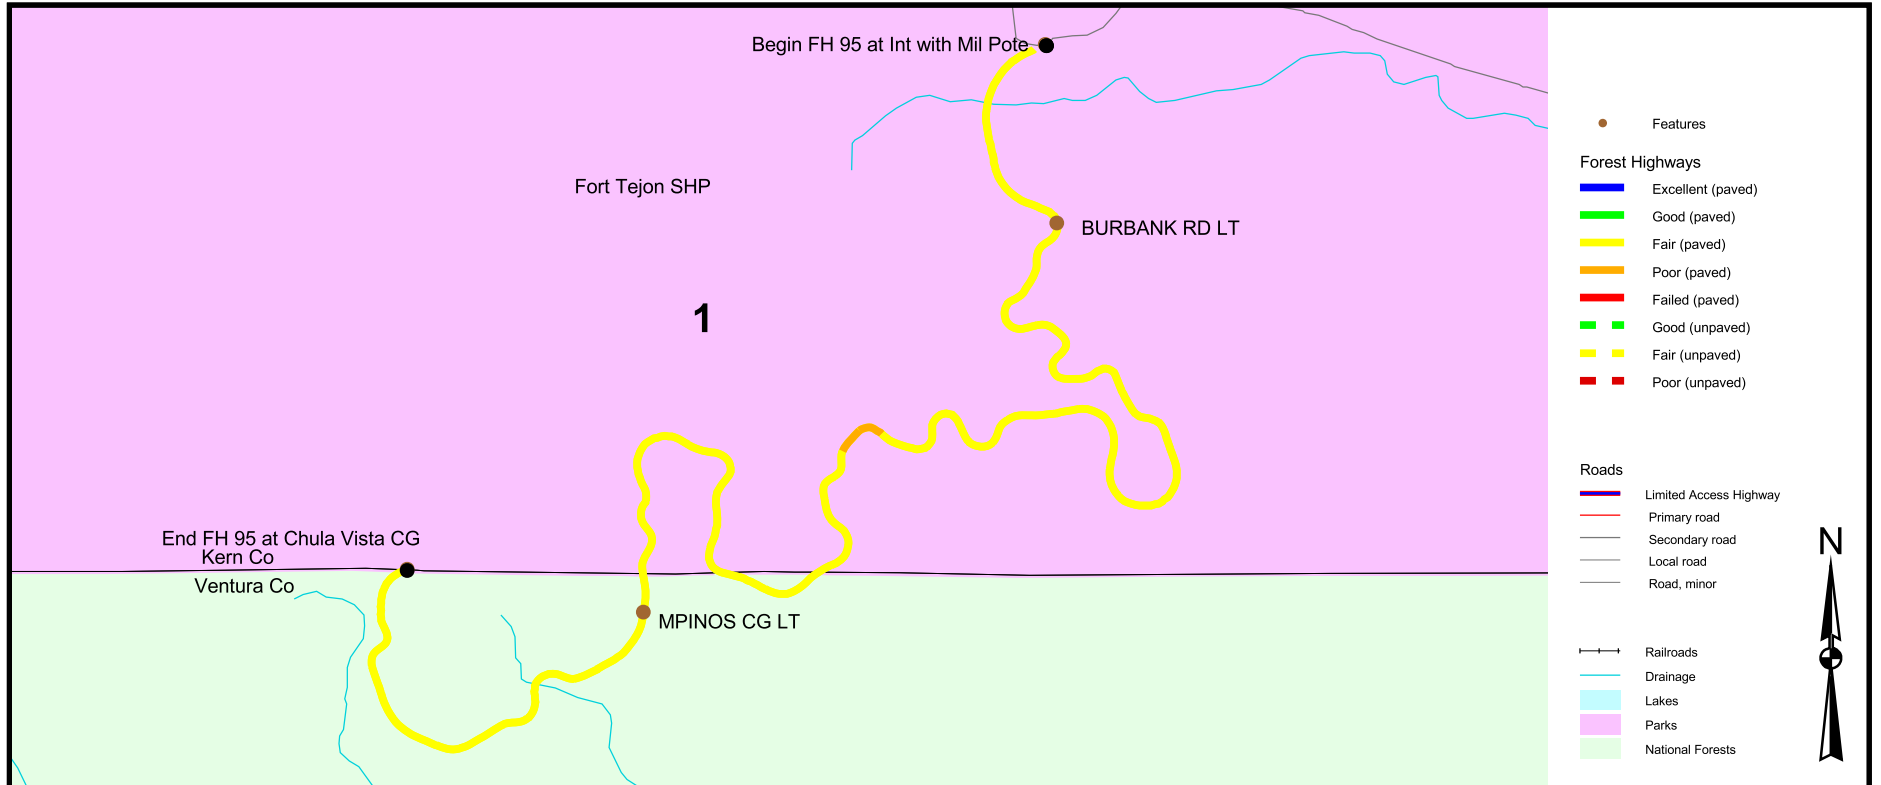 Begin FH 95 at Int with Mil Pote
Fort Tejon SHP
BURBANK RD LT
1
End FH 95 at Chula Vista CG
Kern Co
Ventura Co
MPINOS CG LT
Features
Forest Highways
Excellent (paved)
Good (paved)
Fair (paved)
Poor (paved)
Failed (paved)
Good (unpaved)
Fair (unpaved)
Poor (unpaved)
Roads
Limited Access Highway
Primary road
Secondary road
Local road
Road, minor
Railroads
Drainage
Lakes
Parks
National Forests
N